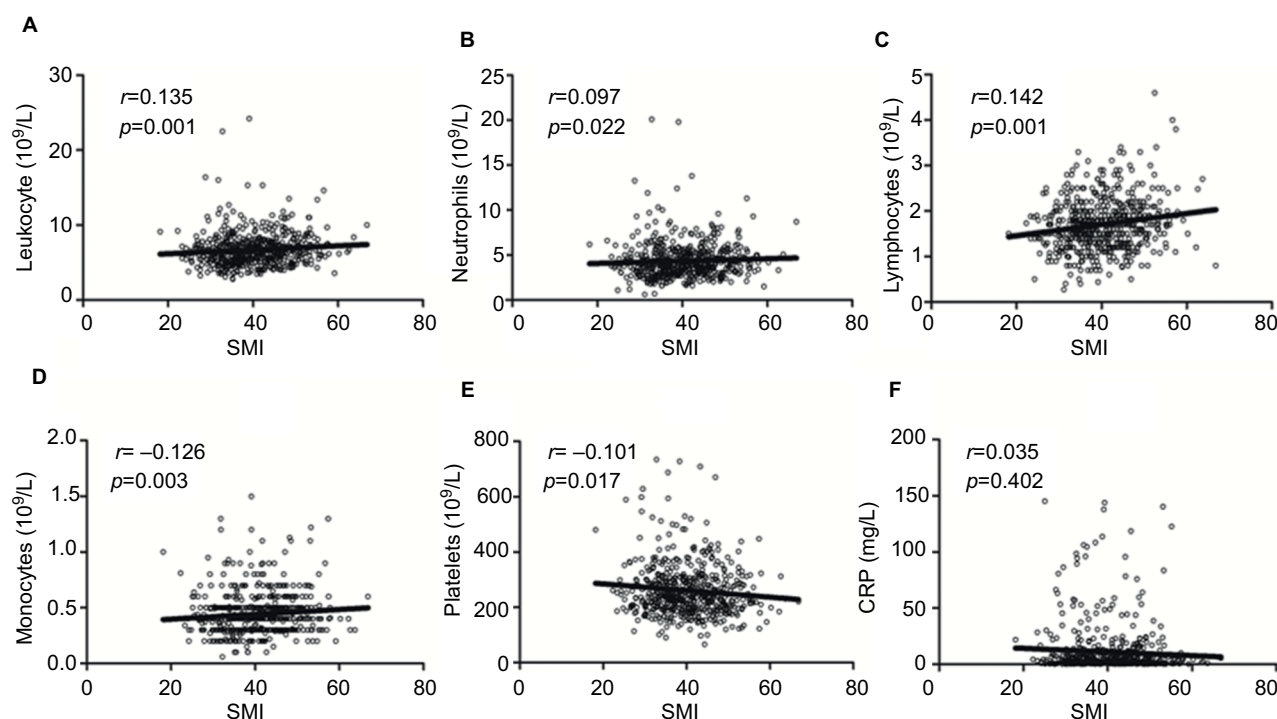 A
r=0.135
p=0.001
Leukocyte (10⁹/L)
30
20
10
0
0 20 40 60 80
SMI
B
r=0.097
p=0.022
Neutrophils (10⁹/L)
25
20
15
10
5
0
0 20 40 60 80
SMI
C
r=0.142
p=0.001
Lymphocytes (10⁹/L)
5
4
3
2
1
0
0 20 40 60 80
SMI
D
r= –0.126
p=0.003
Monocytes (10⁹/L)
2.0
1.5
1.0
0.5
0.0
0 20 40 60 80
SMI
E
r= –0.101
p=0.017
Platelets (10⁹/L)
800
600
400
200
0
0 20 40 60 80
SMI
F
r=0.035
p=0.402
CRP (mg/L)
200
150
100
50
0
0 20 40 60 80
SMI